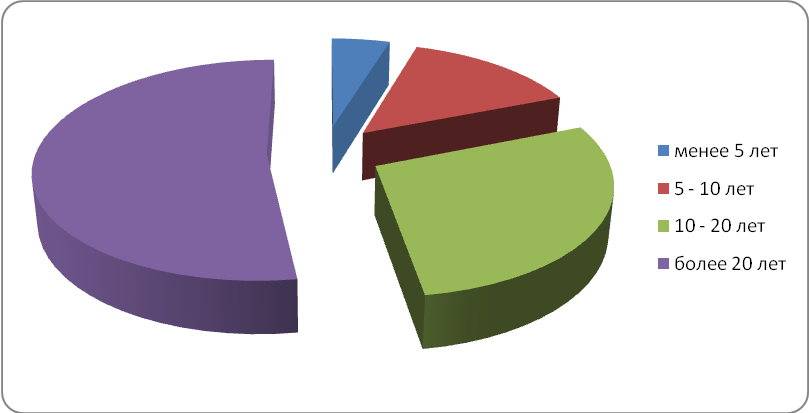 менее 5 лет
5 - 10 лет
10 - 20 лет
более 20 лет